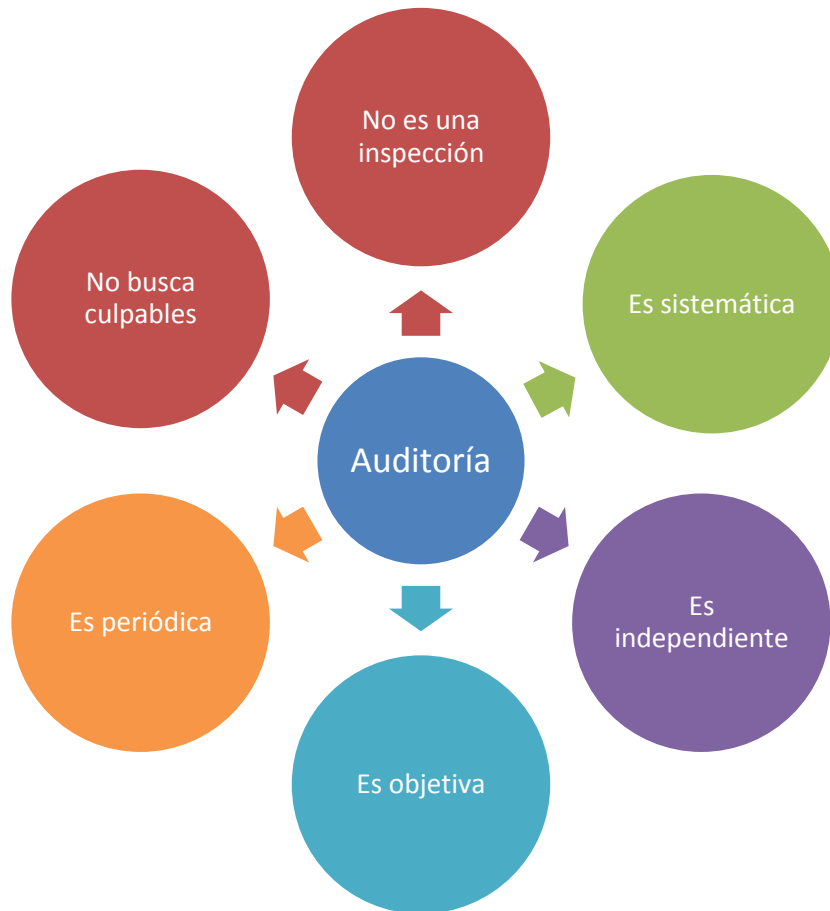 No es una
inspección
Es sistemática
Es
independiente
Es objetiva
Es periódica
No busca
culpables
Auditoría